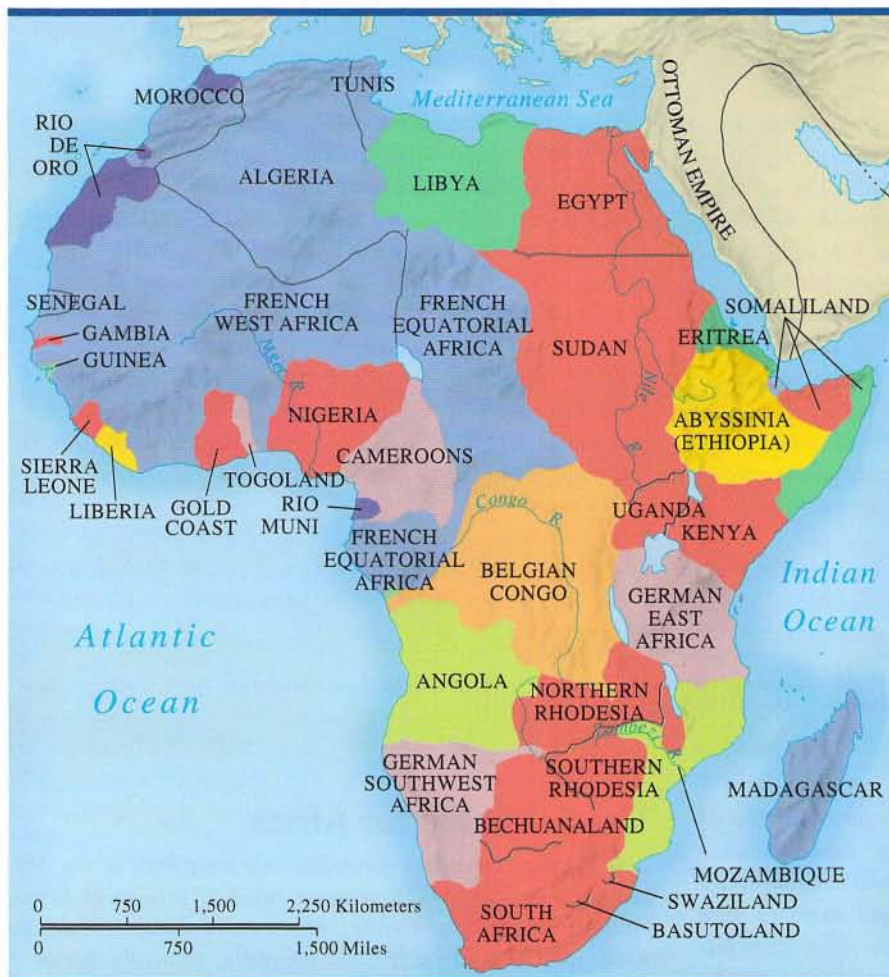 MOROCCO
TUNIS
Mediterranean Sea
OTTOMAN EMPIRE
RIO
DE
ORO
ALGERIA
LIBYA
EGYPT
SENEGAL
GAMBIA
GUINEA
FRENCH
WEST AFRICA
FRENCH
EQUATORIAL
AFRICA
SUDAN
SOMALILAND
ERITREA
Niger R.
Nile R.
NIGERIA
ABYSSINIA
(ETHIOPIA)
CAMEROONS
SIERRA
LEONE
LIBERIA
GOLD
COAST
TOGOLAND
RIO
MUNI
FRENCH
EQUATORIAL
AFRICA
Congo R.
UGANDA
KENYA
BELGIAN
CONGO
GERMAN
EAST
AFRICA
Indian
Ocean
Atlantic
Ocean
ANGOLA
NORTHERN
RHODESIA
Zambezi R.
GERMAN
SOUTHWEST
AFRICA
SOUTHERN
RHODESIA
BECHUANALAND
MADAGASCAR
MOZAMBIQUE
SWAZILAND
BASUTOLAND
SOUTH
AFRICA
0 750 1,500 2,250 Kilometers
0 750 1,500 Miles